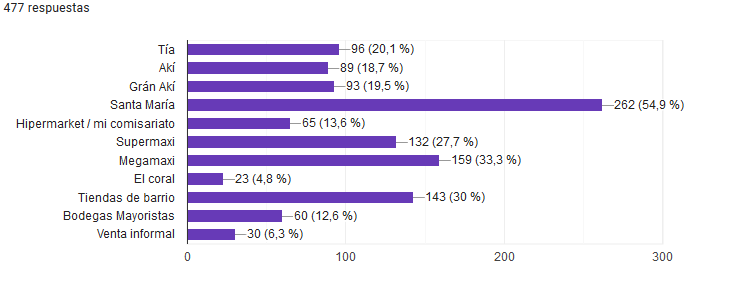 477 respuestas
Tía 96 (20,1 %)
Akí 89 (18,7 %)
Grán Akí 93 (19,5 %)
Santa María 262 (54,9 %)
Hipermarket / mi comisariato 65 (13,6 %)
Supermaxi 132 (27,7 %)
Megamaxi 159 (33,3 %)
El coral 23 (4,8 %)
Tiendas de barrio 143 (30 %)
Bodegas Mayoristas 60 (12,6 %)
Venta informal 30 (6,3 %)
0 100 200 300